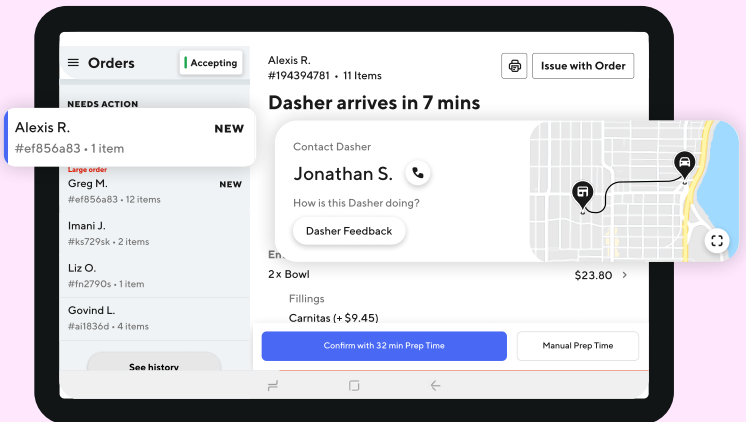 Orders
Accepting
NEEDS ACTION
Alexis R.
NEW
#ef856a83 • 1 item
Large order
Greg M.
NEW
#ef856a83 • 12 items
Imani J.
#ks729sk • 2 items
Liz O.
#fn2790s • 1 item
Govind L.
#ai1836d • 4 items
See history
Alexis R.
#194394781 • 11 Items
Issue with Order
Dasher arrives in 7 mins
Contact Dasher
Jonathan S.
How is this Dasher doing?
Dasher Feedback
2 x Bowl
$23.80
Fillings
Carnitas (+ $9.45)
Confirm with 32 min Prep Time
Manual Prep Time